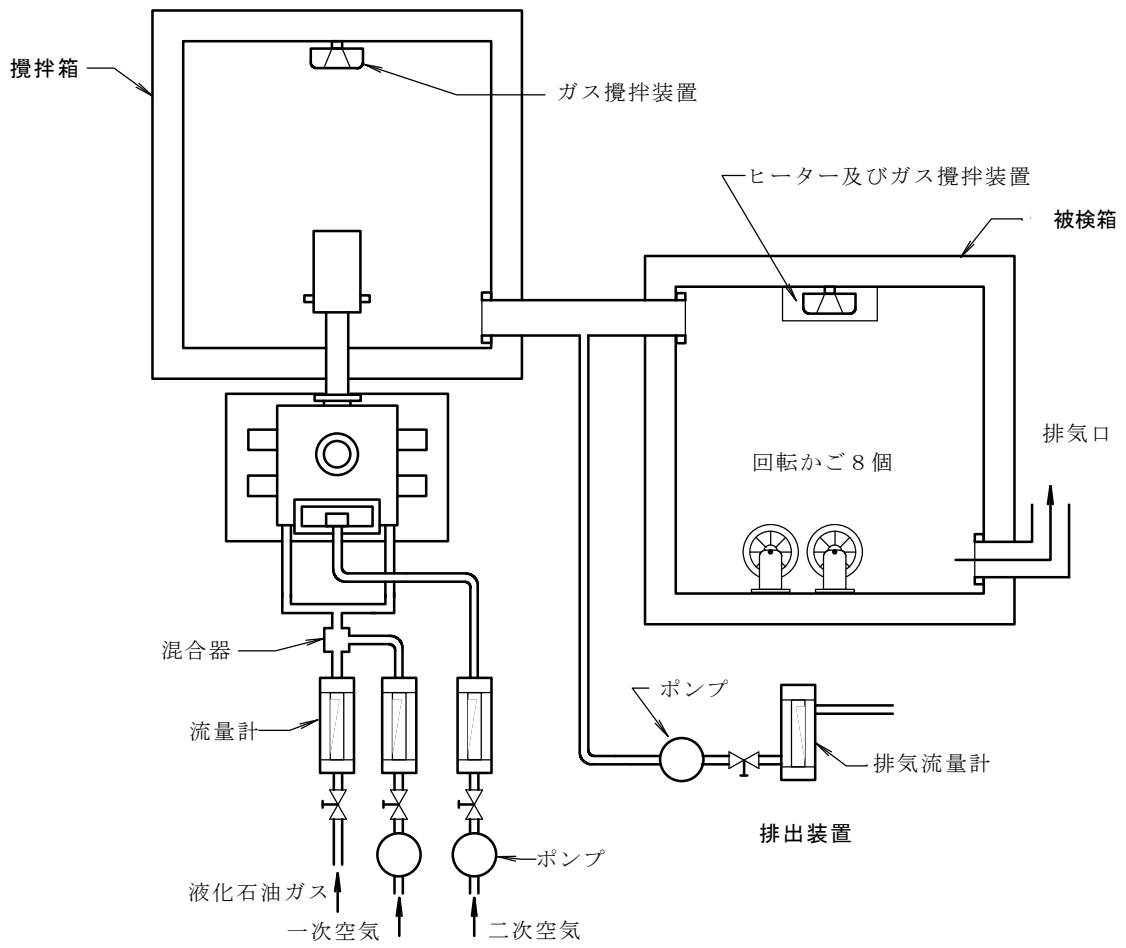 攪拌箱
ガス攪拌装置
ヒーター及びガス攪拌装置
被検箱
排気口
回転かご８個
混合器
流量計
ポンプ
排気流量計
排出装置
ポンプ
液化石油ガス
一次空気
二次空気